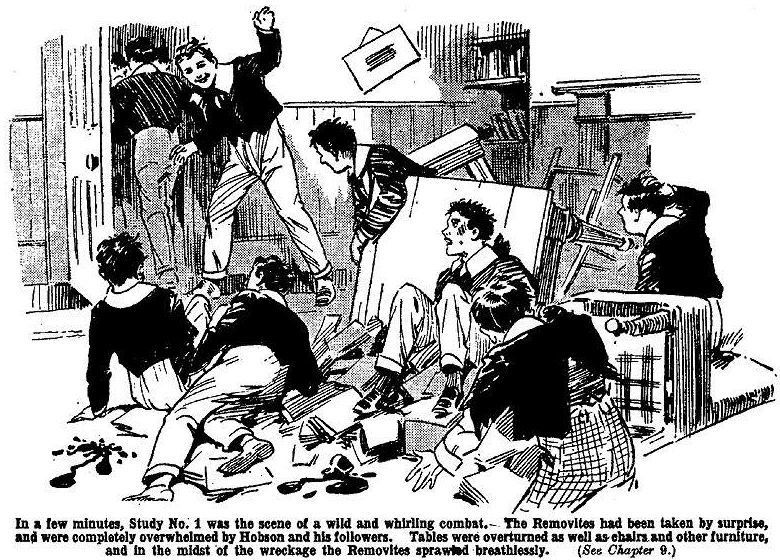 In a few minutes, Study No. 1 was the scene of a wild and whirling combat.— The Removites had been taken by surprise,
and were completely overwhelmed by Hobson and his followers. Tables were overturned as well as chairs and other furniture,
and in the midst of the wreckage the Removites sprawled breathlessly. (See Chapter 9.)